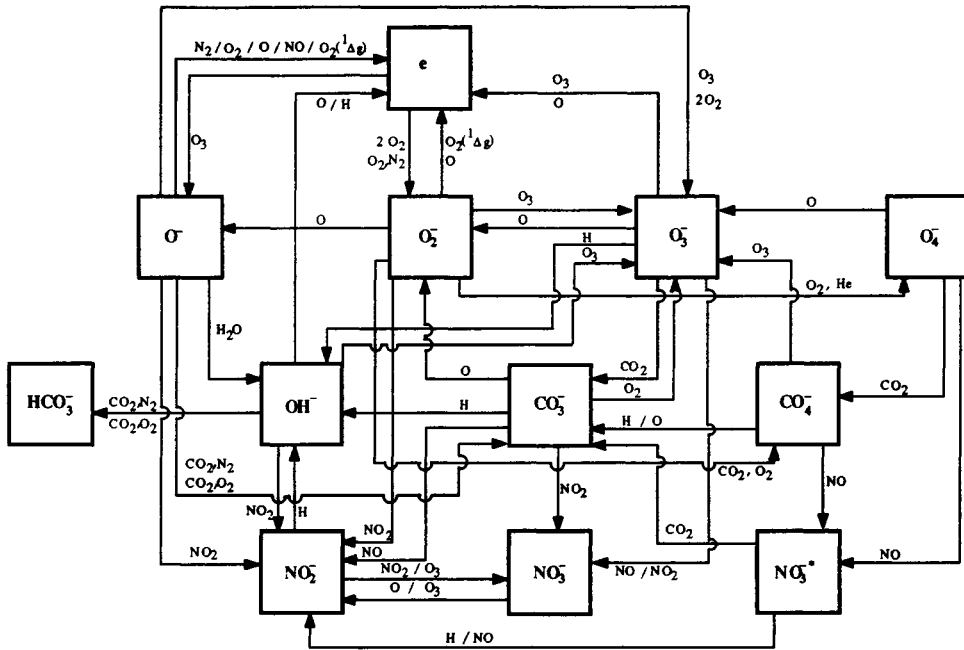 N₂ / O₂ / O / NO / O₂(¹Δg)
e
O₃
O₃
O
2 O₂
O / H
O₃
2 O₂
O₂,N₂
O₂(¹Δg)
O
O⁻
O
O₂⁻
O₃
O
O₃⁻
O
O₄⁻
H
O₃
O₃
O₂ , He
H₂O
HCO₃⁻
CO₂,N₂
CO₂,O₂
OH⁻
O
H
CO₃⁻
CO₂
O₂
H / O
CO₄⁻
CO₂
CO₂,N₂
CO₂,O₂
CO₂, O₂
NO₂
H
NO₂
NO₂
NO
CO₂
NO₂
NO
NO₂⁻
NO₂ / O₃
O / O₃
NO₃⁻
NO / NO₂
NO₃⁻*
NO
H / NO